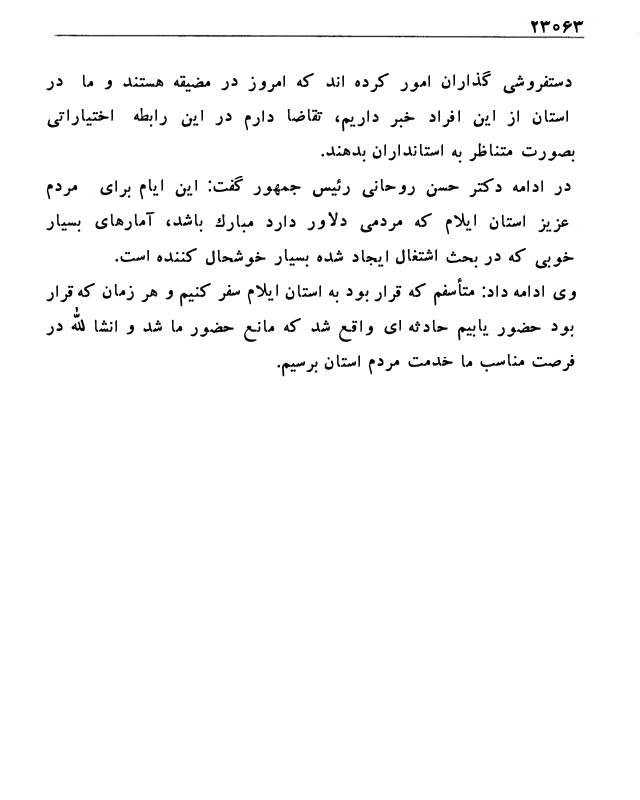 ۲۳۰۶۳
دستفروشی گذاران امور کرده اند که امروز در مضیقه هستند و ما در
استان از این افراد خبر داریم، تقاضا دارم در این رابطه اختیاراتی
بصورت متناظر به استانداران بدهند.
در ادامه دکتر حسن روحانی رئیس جمهور گفت: این ایام برای مردم
عزیز استان ایلام که مردمی دلاور دارد مبارك باشد، آمارهای بسیار
خوبی که در بحث اشتغال ایجاد شده بسیار خوشحال کننده است.
وی ادامه داد: متأسفم که قرار بود به استان ایلام سفر کنیم و هر زمان که قرار
بود حضور یابیم حادثه ای واقع شد که مانع حضور ما شد و انشا لله در
فرصت مناسب ما خدمت مردم استان برسیم.